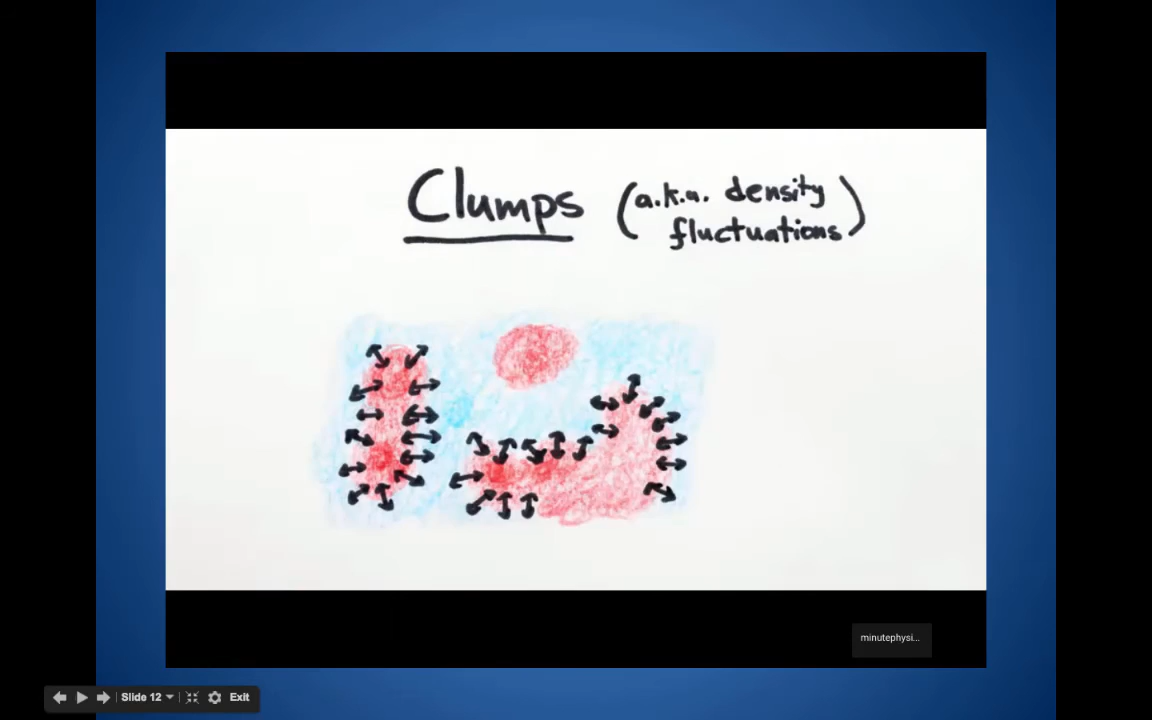 Clumps (a.k.a. density
fluctuations)
minutephysi...
Slide 12
Exit